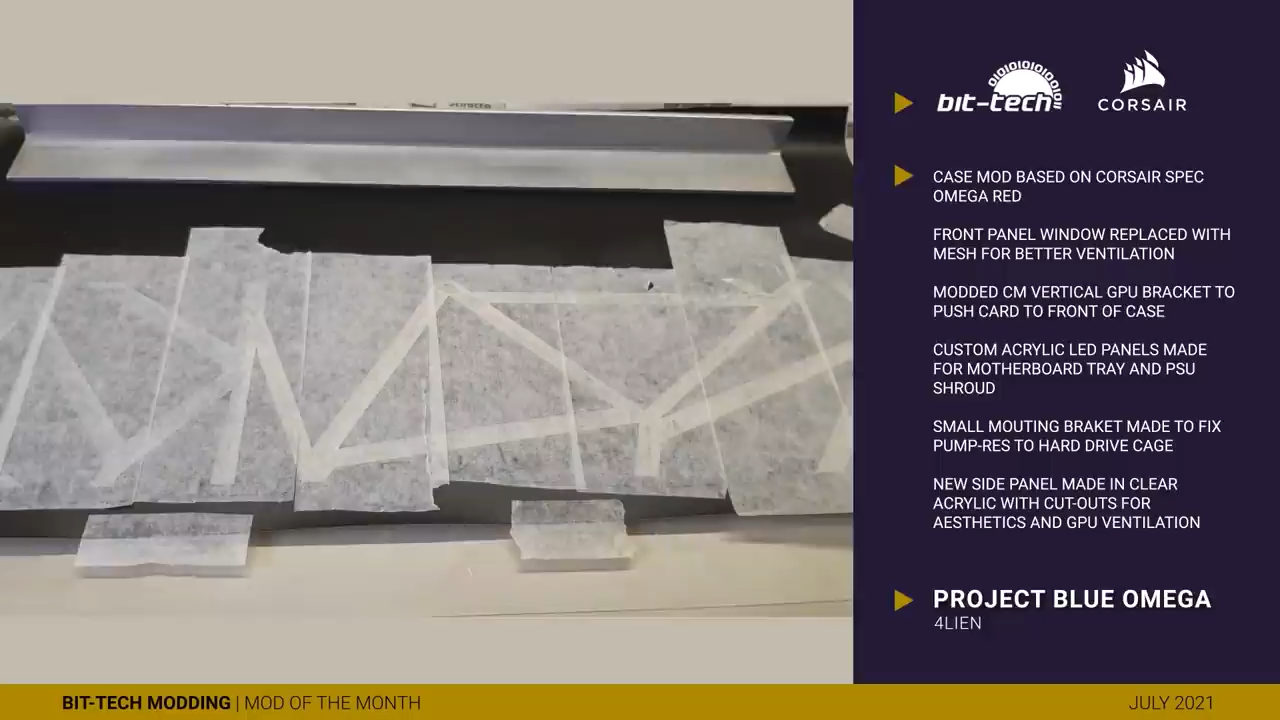 bit-tech
CORSAIR
CASE MOD BASED ON CORSAIR SPEC
OMEGA RED
FRONT PANEL WINDOW REPLACED WITH
MESH FOR BETTER VENTILATION
MODDED CM VERTICAL GPU BRACKET TO
PUSH CARD TO FRONT OF CASE
CUSTOM ACRYLIC LED PANELS MADE
FOR MOTHERBOARD TRAY AND PSU
SHROUD
SMALL MOUTING BRAKET MADE TO FIX
PUMP-RES TO HARD DRIVE CAGE
NEW SIDE PANEL MADE IN CLEAR
ACRYLIC WITH CUT-OUTS FOR
AESTHETICS AND GPU VENTILATION
PROJECT BLUE OMEGA
4LIEN
BIT-TECH MODDING | MOD OF THE MONTH
JULY 2021